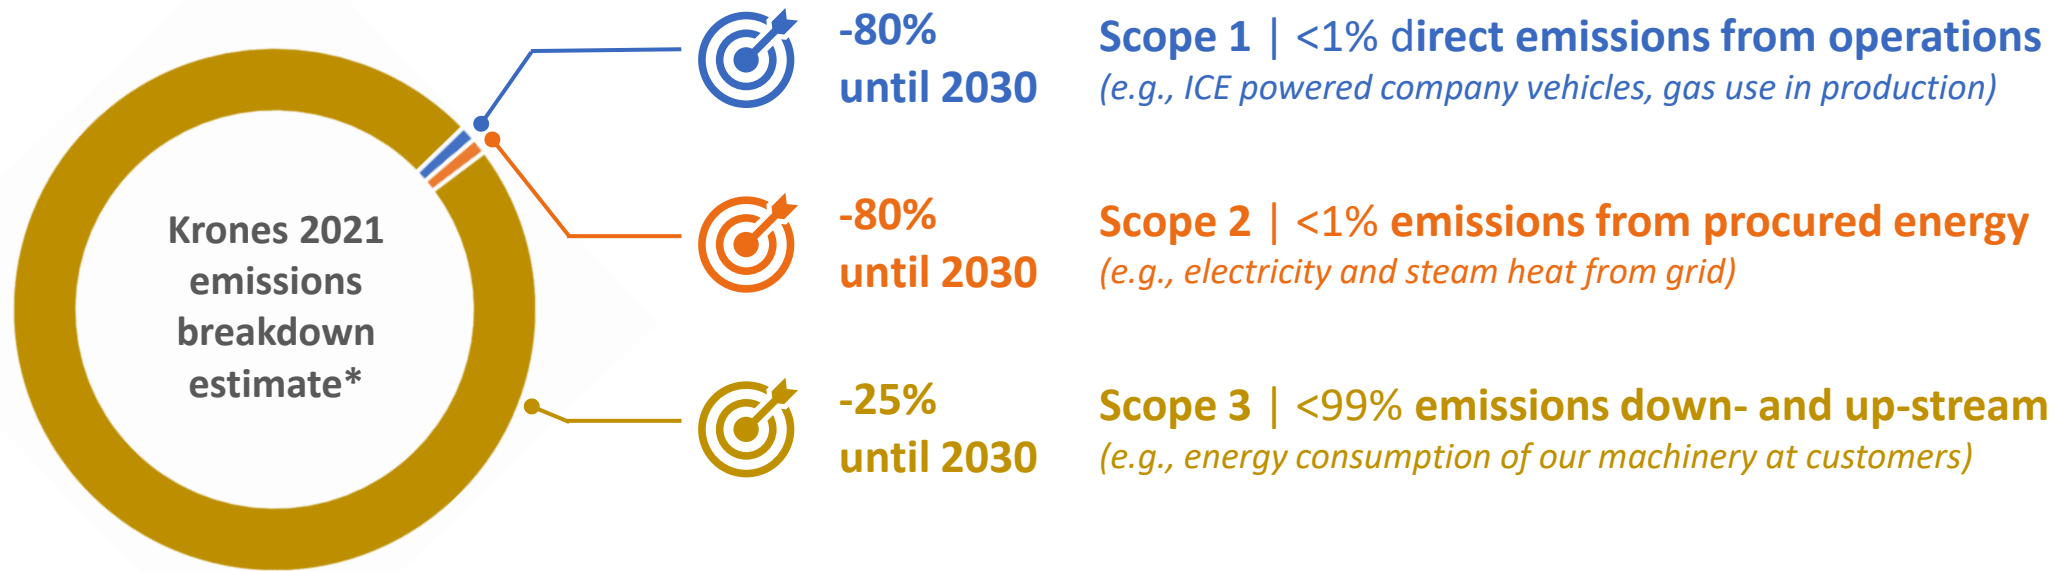 Krones 2021
emissions
breakdown
estimate*
-80%
until 2030
Scope 1 | <1% direct emissions from operations
(e.g., ICE powered company vehicles, gas use in production)
-80%
until 2030
Scope 2 | <1% emissions from procured energy
(e.g., electricity and steam heat from grid)
-25%
until 2030
Scope 3 | <99% emissions down- and up-stream
(e.g., energy consumption of our machinery at customers)